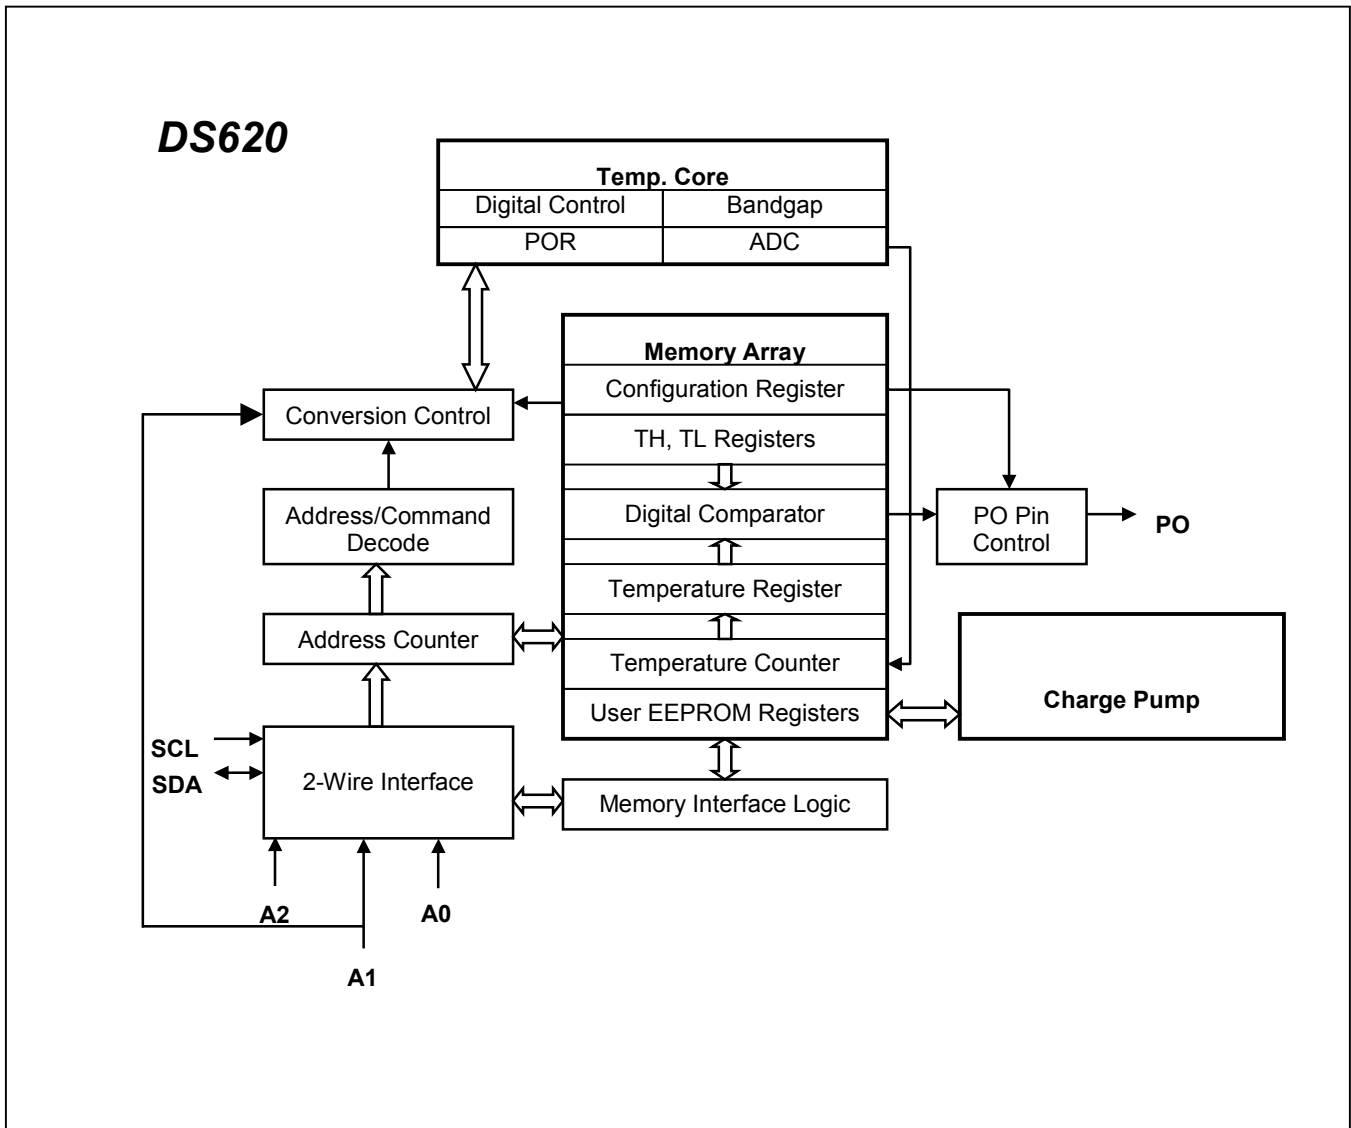 DS620
Temp. Core
Digital Control
Bandgap
POR
ADC
Memory Array
Configuration Register
Conversion Control
TH, TL Registers
Address/Command
Decode
Digital Comparator
PO Pin
Control
PO
Temperature Register
Address Counter
Temperature Counter
User EEPROM Registers
Charge Pump
SCL
SDA
2-Wire Interface
Memory Interface Logic
A2
A0
A1